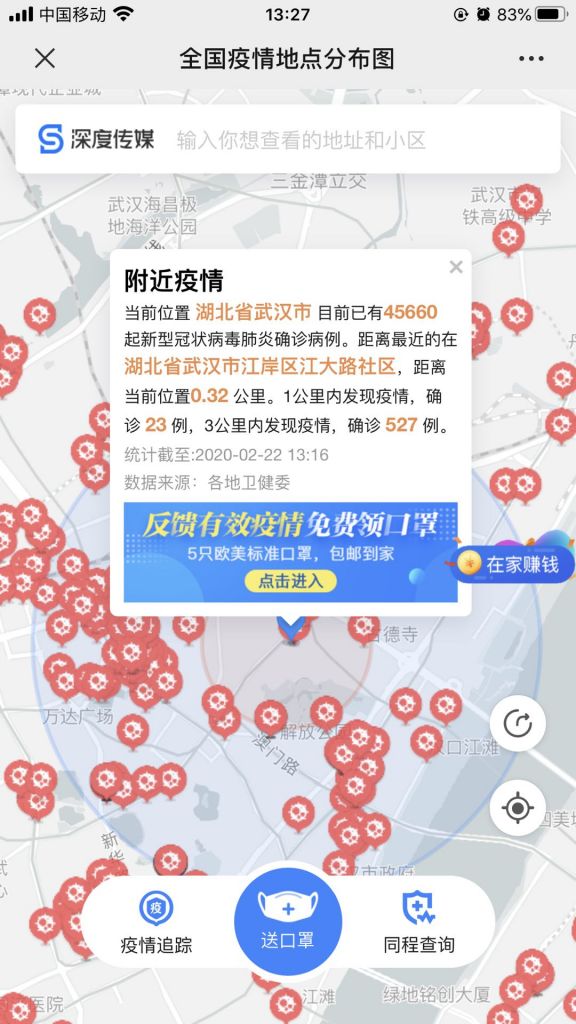 中国移动 13:27 83%
全国疫情地点分布图
深度传媒 输入你想查看的地址和小区
三金潭立交
武汉海昌极
地海洋公园
武汉
铁高级中学
附近疫情
当前位置 湖北省武汉市 目前已有45660
起新型冠状病毒肺炎确诊病例。距离最近的在
湖北省武汉市江岸区江大路社区，距离
当前位置0.32 公里。1公里内发现疫情，确
诊 23 例，3公里内发现疫情，确诊 527 例。
统计截至:2020-02-22 13:16
数据来源：各地卫健委
反馈有效疫情免费领口罩
5只欧美标准口罩，包邮到家
点击进入
在家赚钱
古德寺
万达广场
解放公园
澳门路
口江滩
新华
汉市政府
疫情追踪
疫
送口罩
同程查询
医院
江滩
绿地铭创大厦